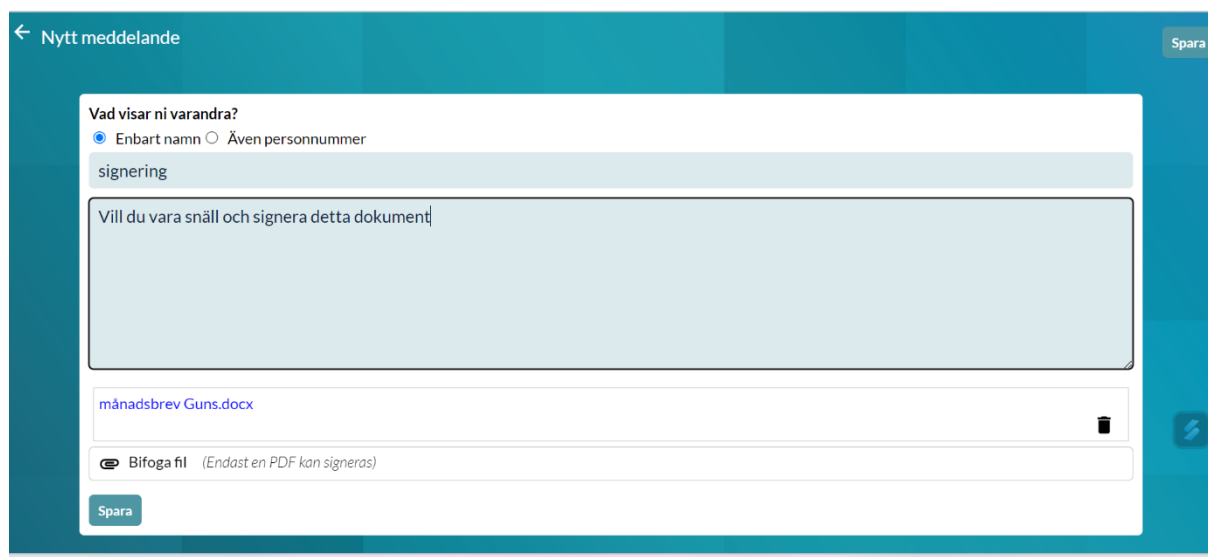 Nytt meddelande
Spara
Vad visar ni varandra?
Enbart namn Även personnummer
signering
Vill du vara snäll och signera detta dokument
månadsbrev Guns.docx
Bifoga fil (Endast en PDF kan signeras)
Spara